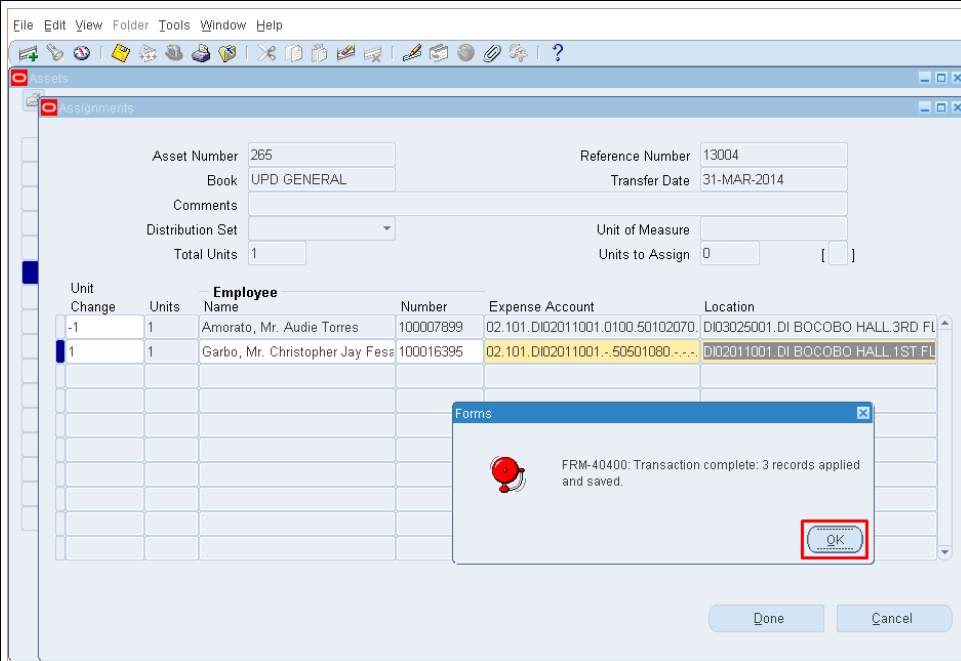 File Edit View Folder Tools Window Help
Assets
Assignments
Asset Number 265 Reference Number 13004
Book UPD GENERAL Transfer Date 31-MAR-2014
Comments
Distribution Set Unit of Measure
Total Units 1 Units to Assign 0 [ ]
Unit
Change Units Employee
Name Number Expense Account Location
-1 1 Amorato, Mr. Audie Torres 100007899 02.101.DI02011001.0100.50102070. DI03025001.DI BOCOBO HALL.3RD FL
1 1 Garbo, Mr. Christopher Jay Fesa 100016395 02.101.DI02011001.-.50501080.-.-.-. DI02011001.DI BOCOBO HALL.1ST FL
Forms
FRM-40400: Transaction complete: 3 records applied
and saved.
OK
Done Cancel